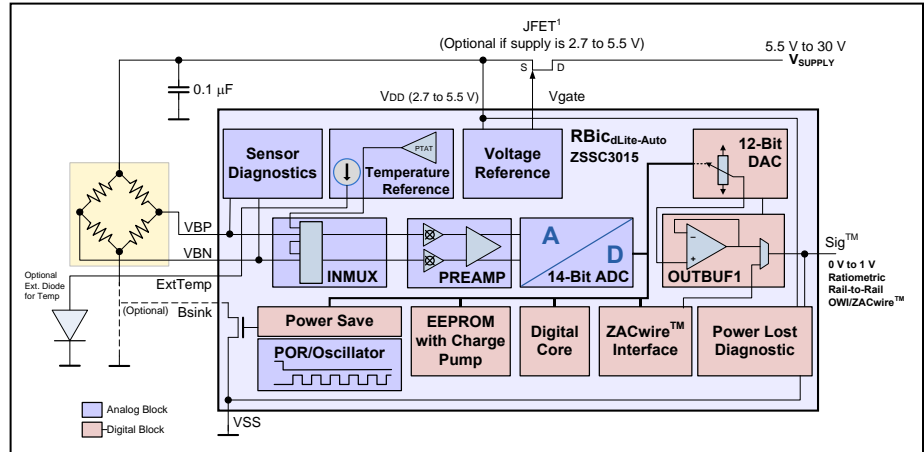 JFET1
(Optional if supply is 2.7 to 5.5 V)
5.5 V to 30 V
VSUPPLY
S
D
0.1 µF
VDD (2.7 to 5.5 V)
Vgate
Sensor
Diagnostics
PTAT
Temperature
Reference
Voltage
Reference
RBicdLite-Auto
ZSSC3015
12-Bit
DAC
VBP
VBN
ExtTemp
INMUX
PREAMP
A
D
14-Bit ADC
OUTBUF1
SigTM
0 V to 1 V
Ratiometric
Rail-to-Rail
OWI/ZACwireTM
Optional
Ext. Diode
for Temp
(Optional)
Bsink
Power Save
POR/Oscillator
EEPROM
with Charge
Pump
Digital
Core
ZACwireTM
Interface
Power Lost
Diagnostic
Analog Block
Digital Block
VSS